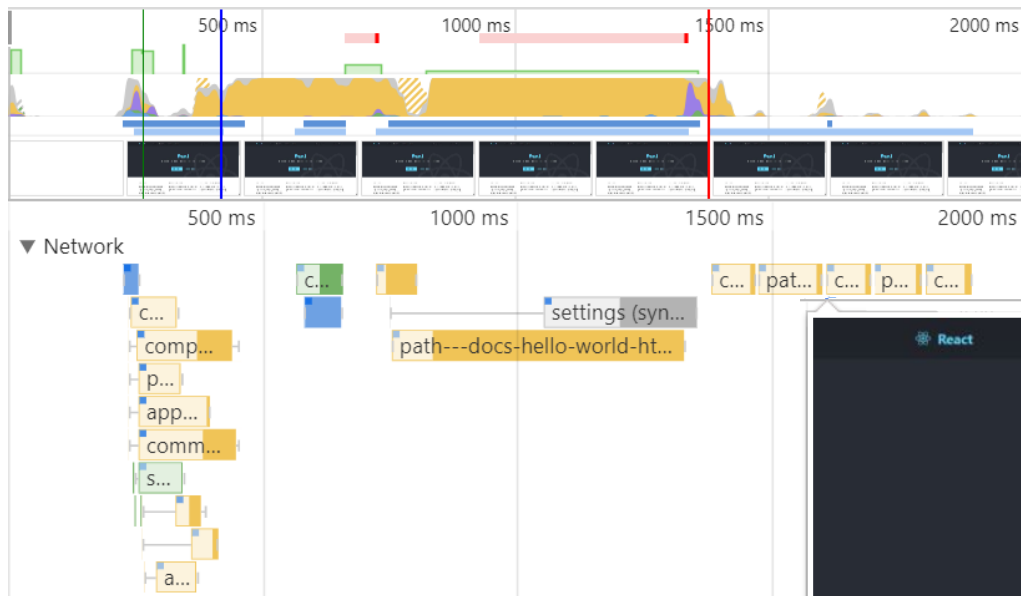 500 ms 1000 ms 1500 ms 2000 ms
500 ms 1000 ms 1500 ms 2000 ms
▼ Network
c... c... pat... c... p... c...
c... settings (syn...
comp... path---docs-hello-world-ht...
p...
app...
comm...
s...
a...
React